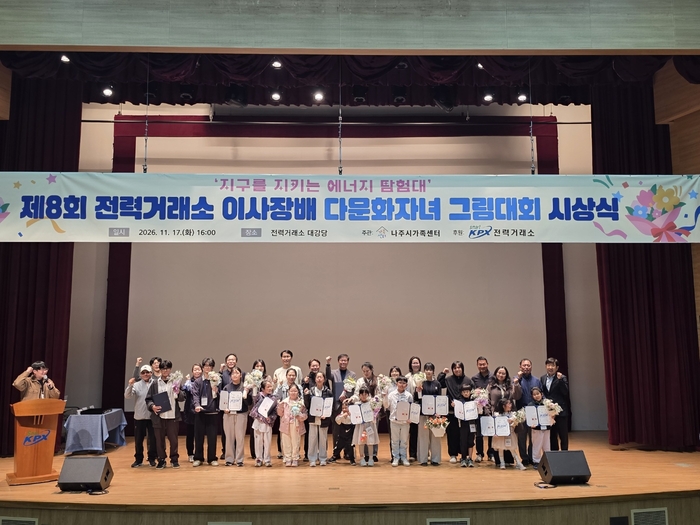 '지구를 지키는 에너지 탐험대'
제8회 전력거래소 이사장배 다문화자녀 그림대회 시상식
일시 2026. 11. 17.(화) 16:00 장소 전력거래소 대강당 주관: 나주시가족센터 후원: KPX 전력거래소
KPX